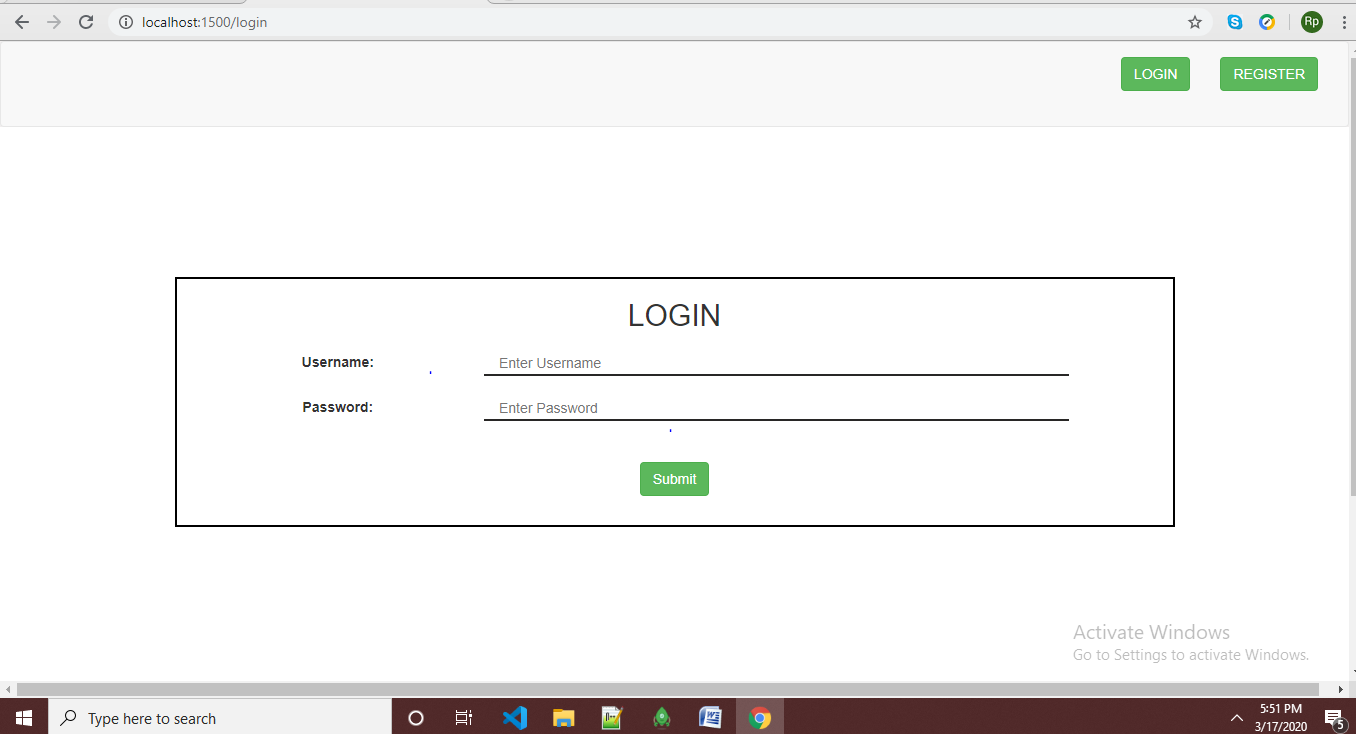 localhost:1500/login
Rp
LOGIN REGISTER
LOGIN
Username: Enter Username
Password: Enter Password
Submit
Activate Windows
Go to Settings to activate Windows.
Type here to search
5:51 PM
3/17/2020
5